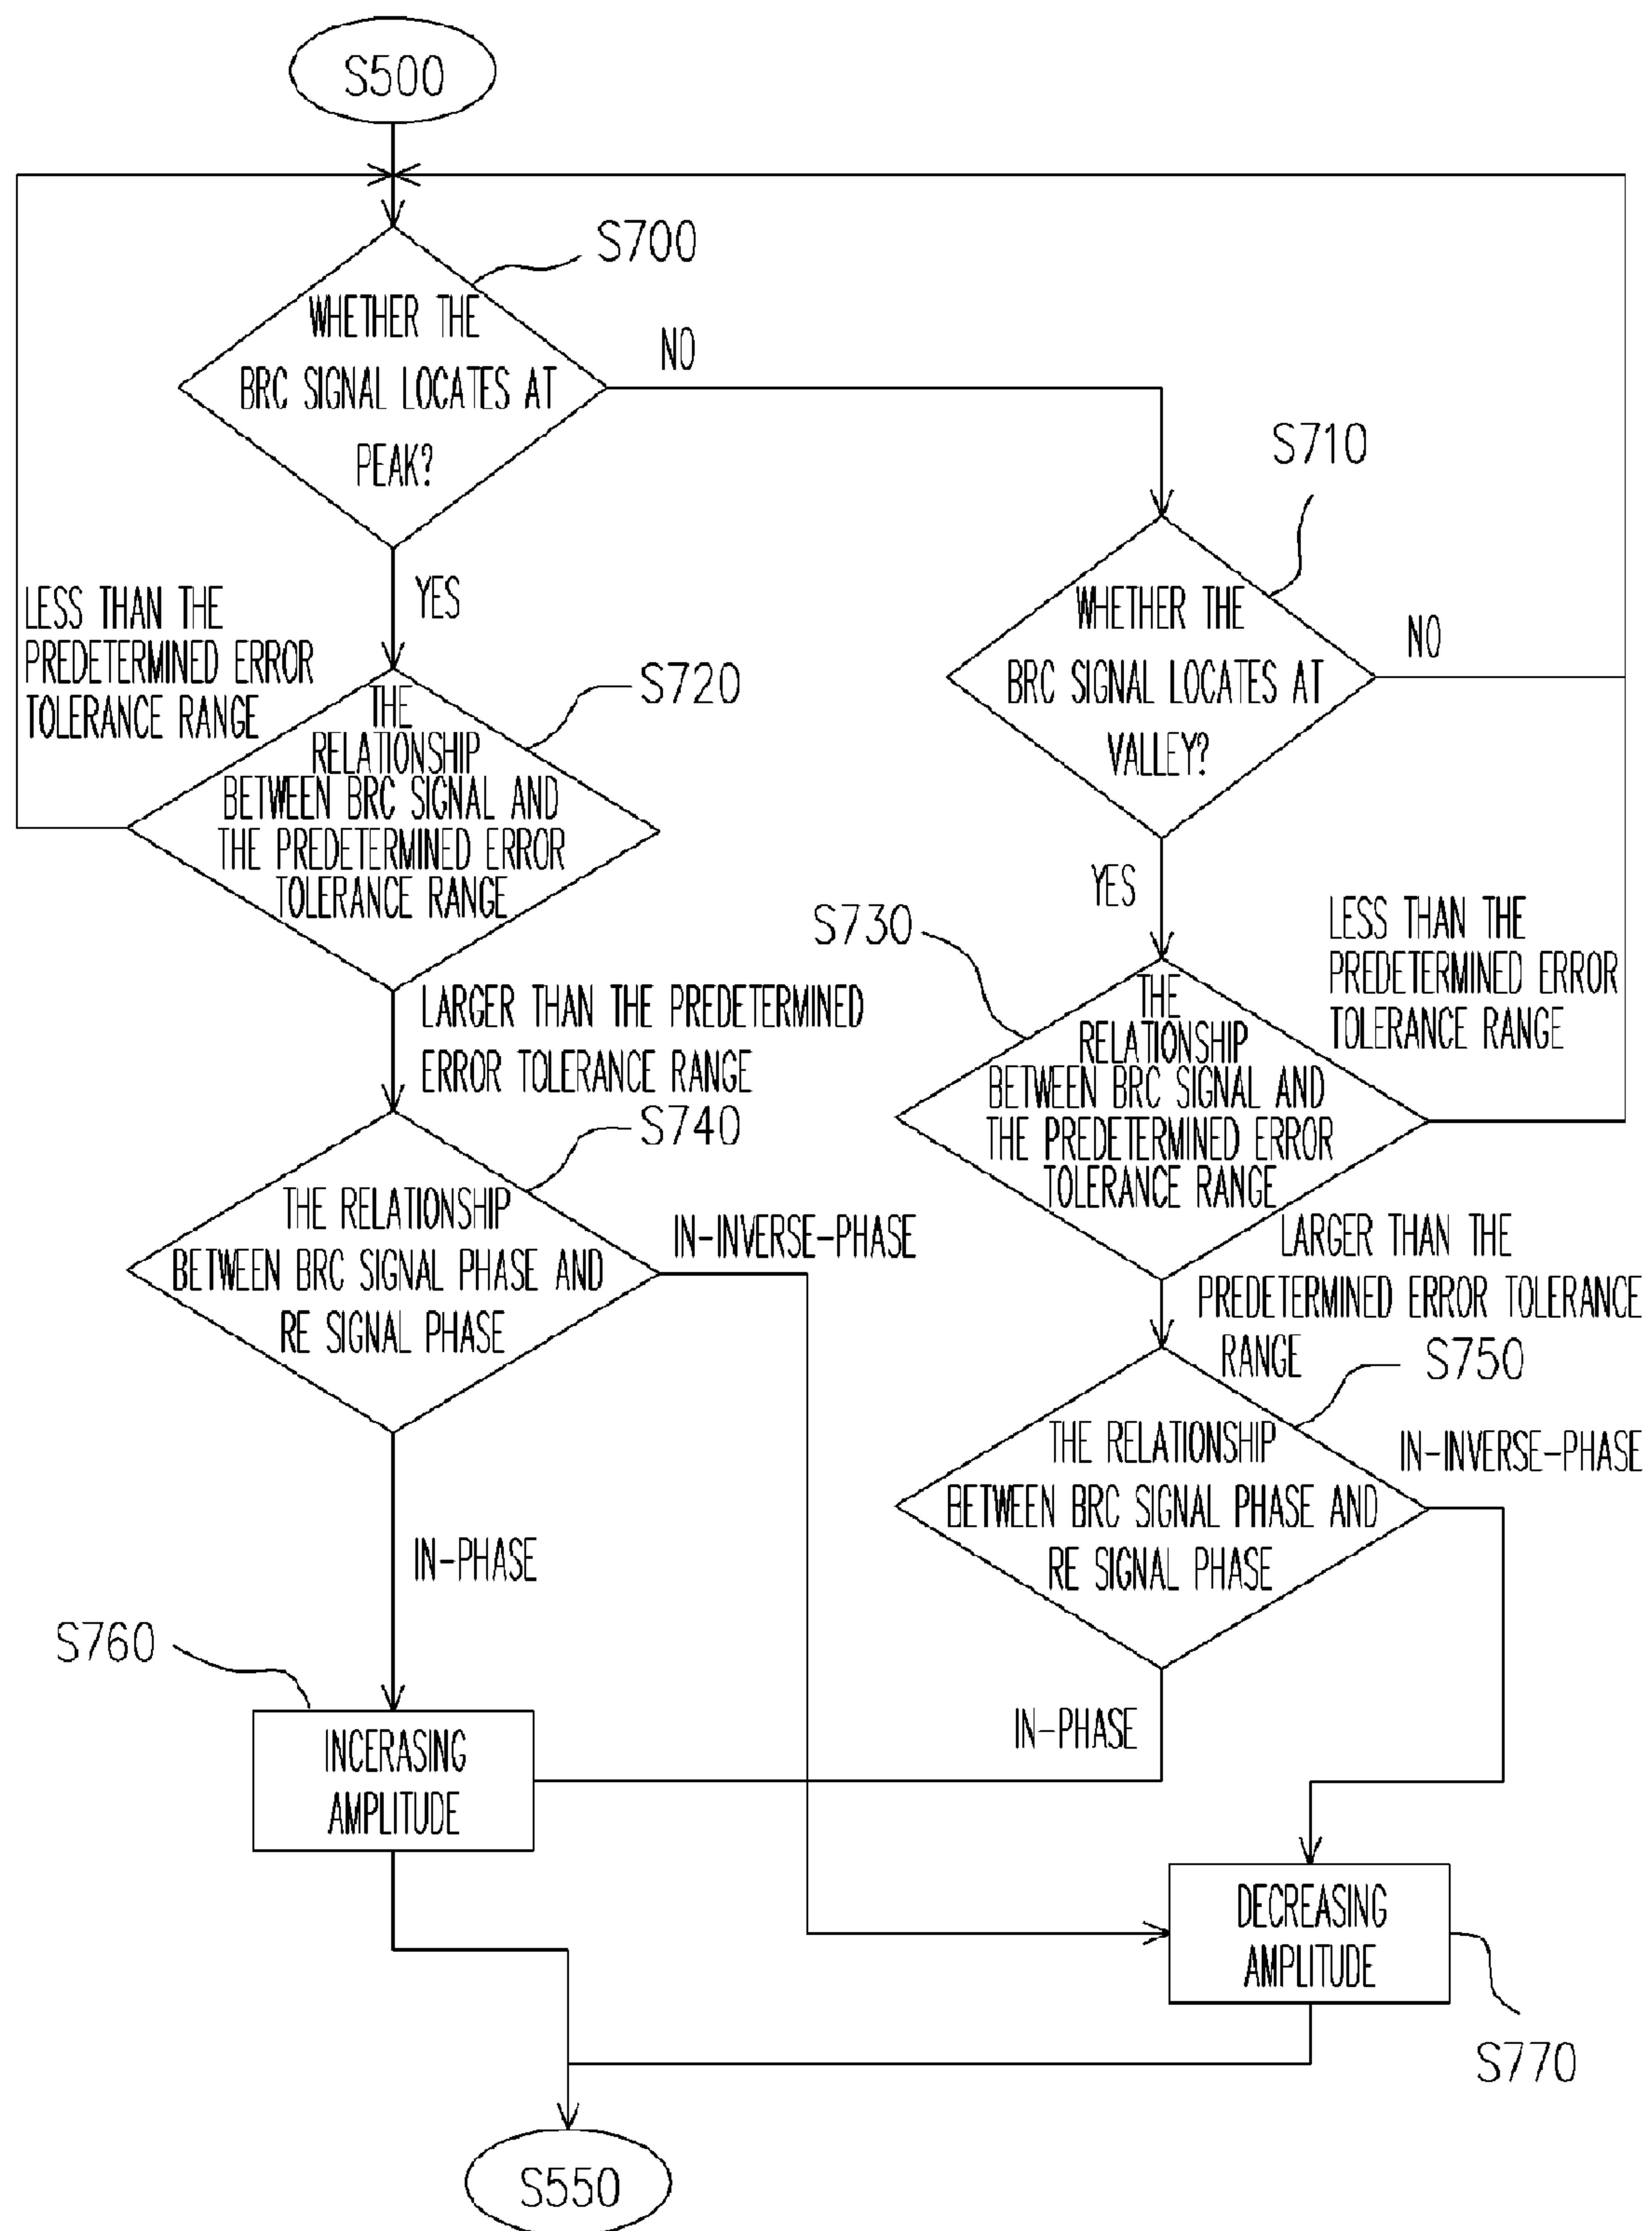 S500
S700
WHETHER THE
BRC SIGNAL LOCATES AT
PEAK?
NO
S710
WHETHER THE
BRC SIGNAL LOCATES AT
VALLEY?
NO
YES
LESS THAN THE
PREDETERMINED ERROR
TOLERANCE RANGE
S720
THE
RELATIONSHIP
BETWEEN BRC SIGNAL AND
THE PREDETERMINED ERROR
TOLERANCE RANGE
YES
S730
LESS THAN THE
PREDETERMINED ERROR
TOLERANCE RANGE
THE
RELATIONSHIP
BETWEEN BRC SIGNAL AND
THE PREDETERMINED ERROR
TOLERANCE RANGE
LARGER THAN THE PREDETERMINED
ERROR TOLERANCE RANGE
S740
THE RELATIONSHIP
BETWEEN BRC SIGNAL PHASE AND
RE SIGNAL PHASE
IN-INVERSE-PHASE
LARGER THAN THE
PREDETERMINED ERROR TOLERANCE
RANGE
S750
THE RELATIONSHIP
BETWEEN BRC SIGNAL PHASE AND
RE SIGNAL PHASE
IN-INVERSE-PHASE
IN-PHASE
S760
INCERASING
AMPLITUDE
IN-PHASE
DECREASING
AMPLITUDE
S770
S550